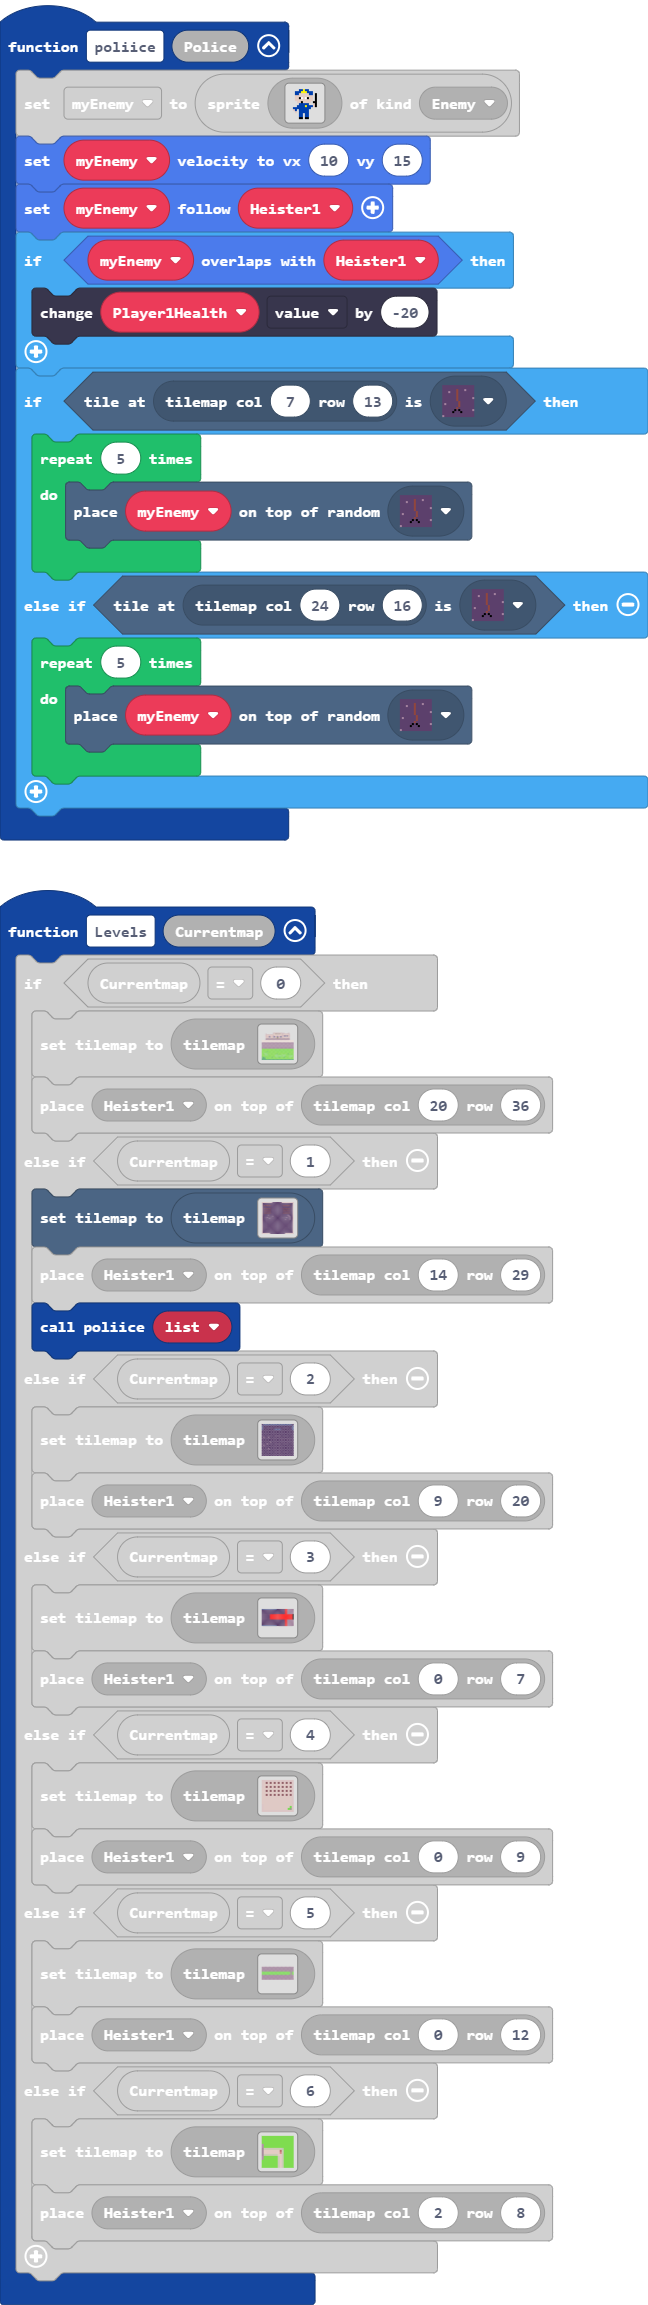 function poliice Police
set myEnemy to sprite of kind Enemy
set myEnemy velocity to vx 10 vy 15
set myEnemy follow Heister1
if myEnemy overlaps with Heister1 then
change Player1Health value by -20
if tile at tilemap col 7 row 13 is then
repeat 5 times
do
place myEnemy on top of random
else if tile at tilemap col 24 row 16 is then
repeat 5 times
do
place myEnemy on top of random
function Levels Currentmap
if Currentmap = 0 then
set tilemap to tilemap
place Heister1 on top of tilemap col 20 row 36
else if Currentmap = 1 then
set tilemap to tilemap
place Heister1 on top of tilemap col 14 row 29
call poliice list
else if Currentmap = 2 then
set tilemap to tilemap
place Heister1 on top of tilemap col 9 row 20
else if Currentmap = 3 then
set tilemap to tilemap
place Heister1 on top of tilemap col 0 row 7
else if Currentmap = 4 then
set tilemap to tilemap
place Heister1 on top of tilemap col 0 row 9
else if Currentmap = 5 then
set tilemap to tilemap
place Heister1 on top of tilemap col 0 row 12
else if Currentmap = 6 then
set tilemap to tilemap
place Heister1 on top of tilemap col 2 row 8